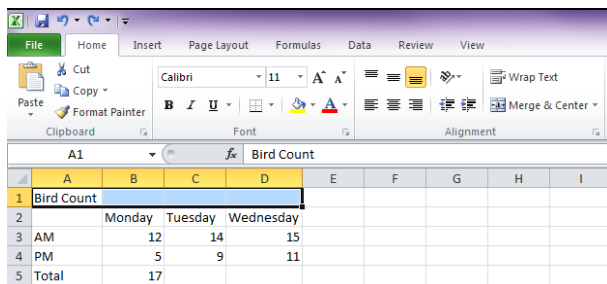 File Home Insert Page Layout Formulas Data Review View
Cut
Copy
Format Painter
Paste
Clipboard
Calibri 11 A A
B I U A
Font
Wrap Text
Merge & Center
Alignment
A1 fx Bird Count
A B C D E F G H I
1 Bird Count
2 Monday Tuesday Wednesday
3 AM 12 14 15
4 PM 5 9 11
5 Total 17